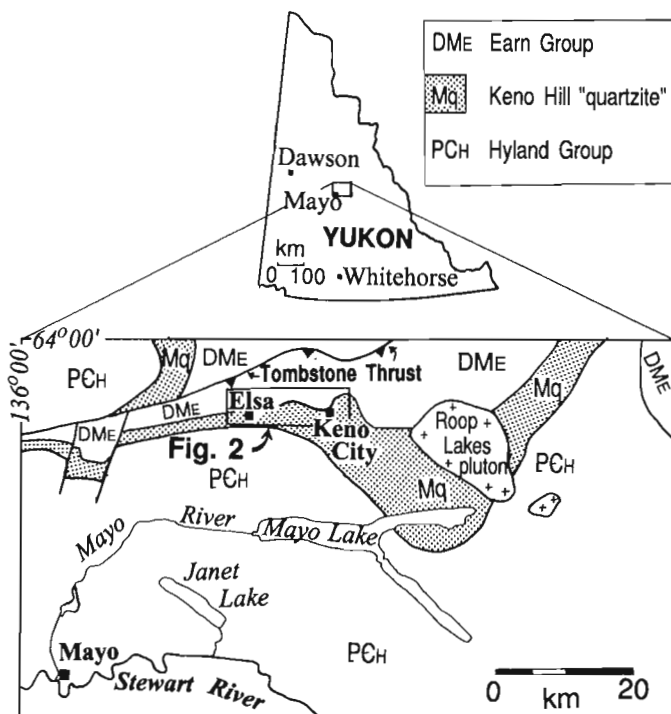 DME Earn Group
Mq Keno Hill "quartzite"
PЄH Hyland Group
Dawson
Mayo
YUKON
km
0 100
Whitehorse
64°00'
136°00'
Mq
DME
DME
PЄH
Tombstone Thrust
Mq
DME
Elsa
DME
Keno
City
Fig. 2
Roop
Lakes
pluton
PЄH
PЄH
Mq
Mayo River
Mayo Lake
Janet
Lake
Mayo
PЄH
Stewart River
0 20
km